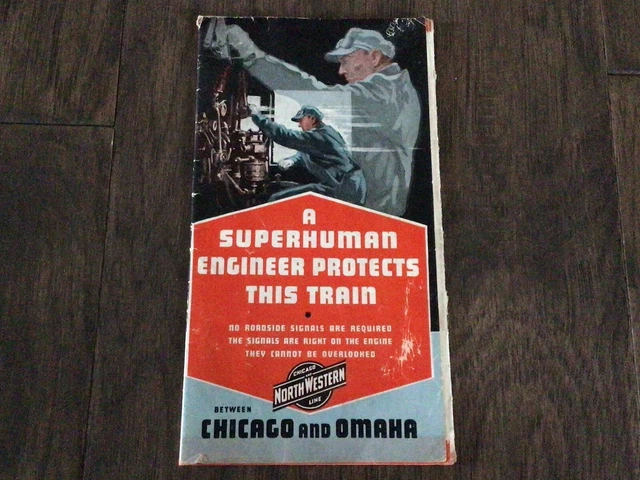 A
SUPERHUMAN
ENGINEER PROTECTS
THIS TRAIN
NO ROADSIDE SIGNALS ARE REQUIRED
THE SIGNALS ARE RIGHT ON THE ENGINE
THEY CANNOT BE OVERLOOKED
CHICAGO
AND
NORTH WESTERN
LINE
BETWEEN
CHICAGO AND OMAHA